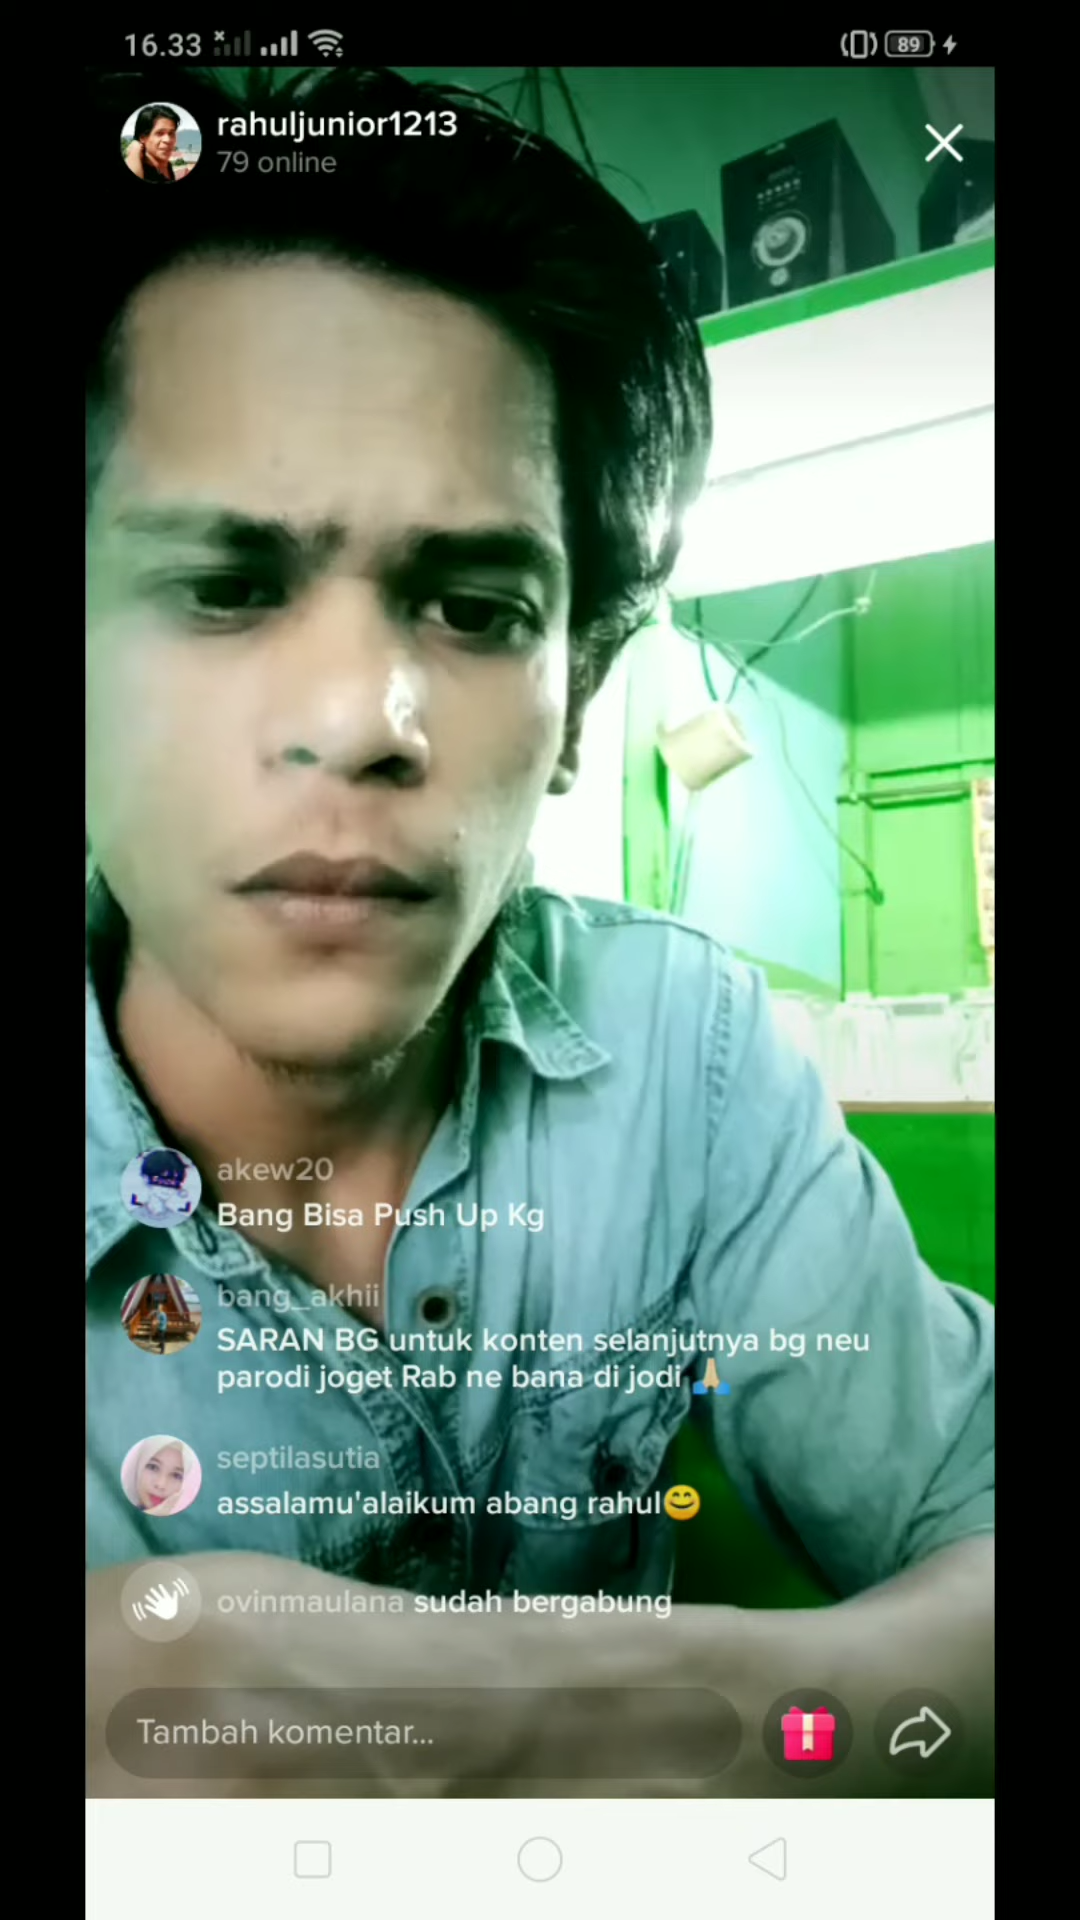 16.33
89
rahuljunior1213
79 online
akew20
Bang Bisa Push Up Kg
bang_akhii
SARAN BG untuk konten selanjutnya bg neu
parodi joget Rab ne bana di jodi 🙏🏼
septilasutia
assalamu'alaikum abang rahul😄
ovinmaulana sudah bergabung
Tambah komentar...